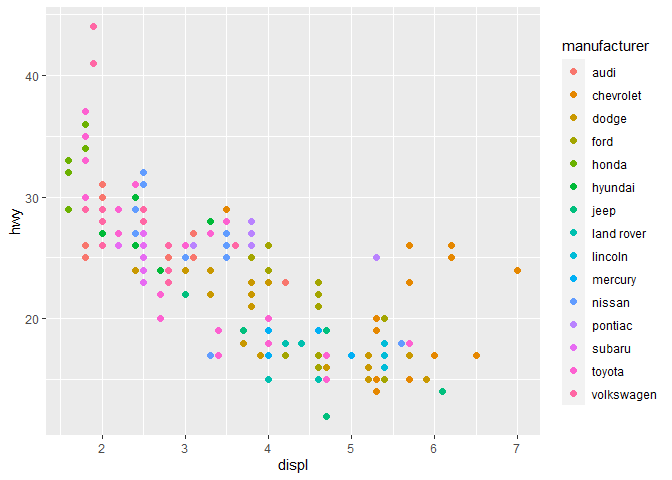 manufacturer
audi
chevrolet
dodge
ford
honda
hyundai
jeep
land rover
lincoln
mercury
nissan
pontiac
subaru
toyota
volkswagen
hwy
40
30
20
2 3 4 5 6 7
displ